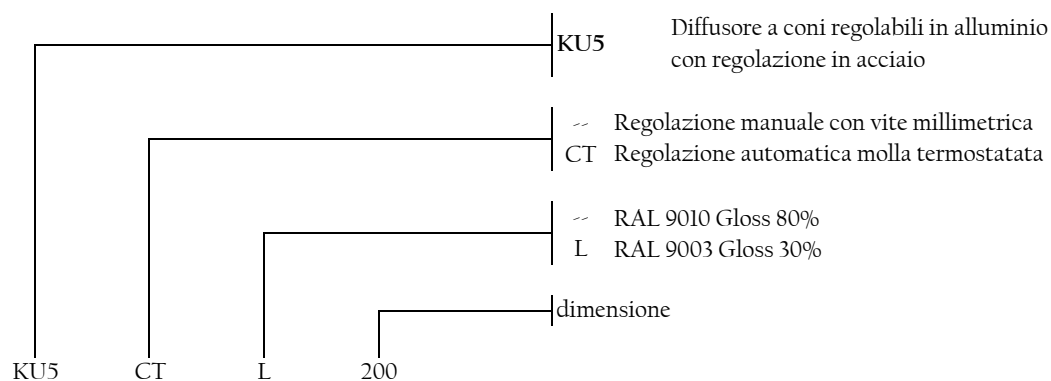 KU5 Diffusore a coni regolabili in alluminio
con regolazione in acciaio
-- Regolazione manuale con vite millimetrica
CT Regolazione automatica molla termostatata
-- RAL 9010 Gloss 80%
L RAL 9003 Gloss 30%
dimensione
KU5 CT L 200